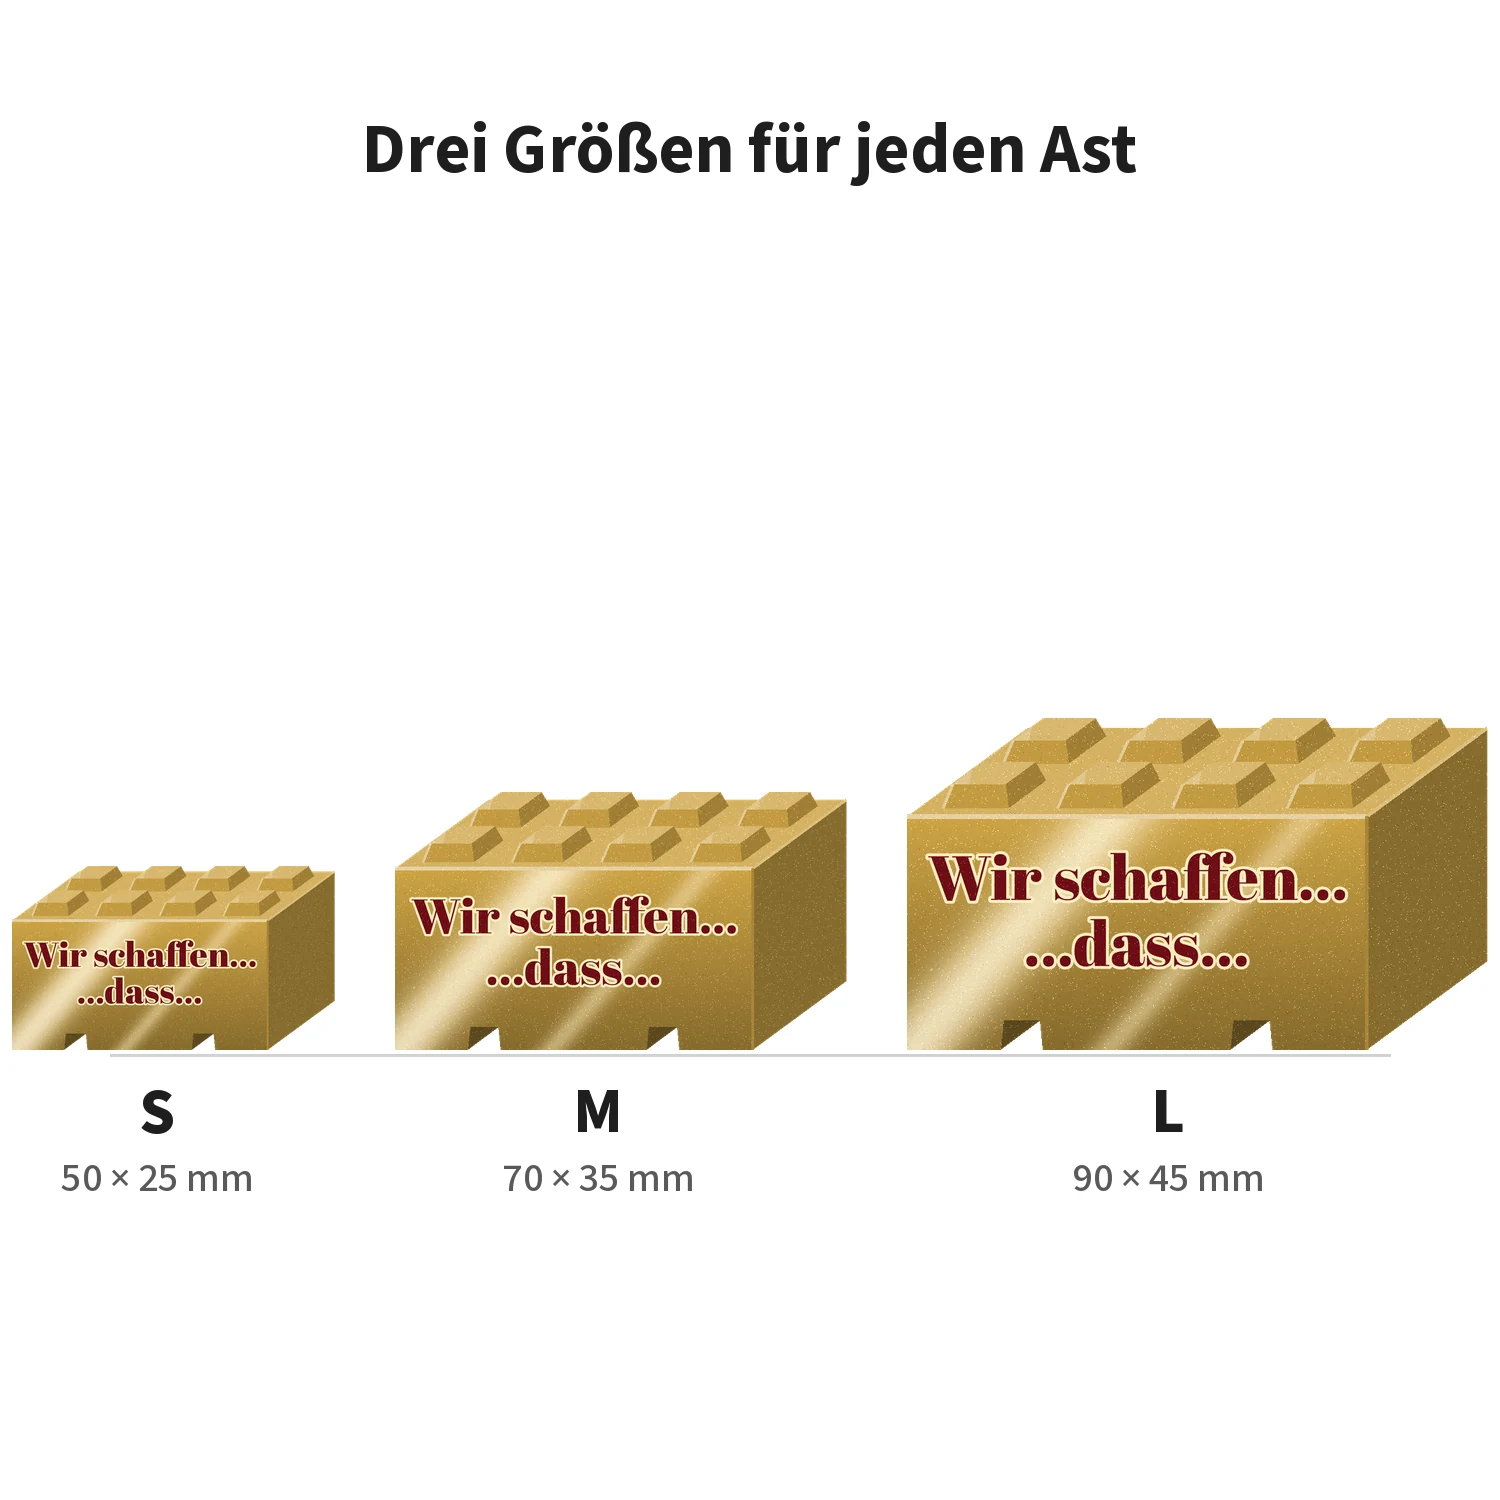 Drei Größen für jeden Ast
Wir schaffen...
...dass...
Wir schaffen...
...dass...
Wir schaffen...
...dass...
S
M
L
50 × 25 mm
70 × 35 mm
90 × 45 mm